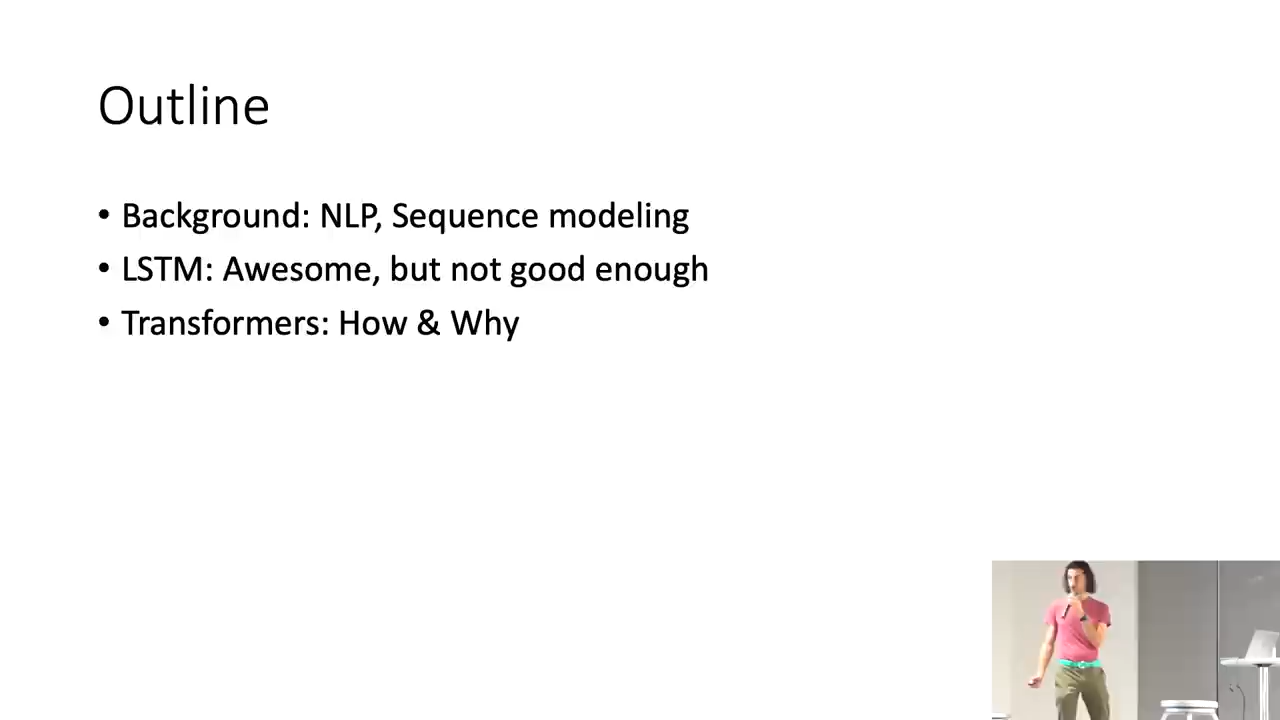 Outline
• Background: NLP, Sequence modeling
• LSTM: Awesome, but not good enough
• Transformers: How & Why